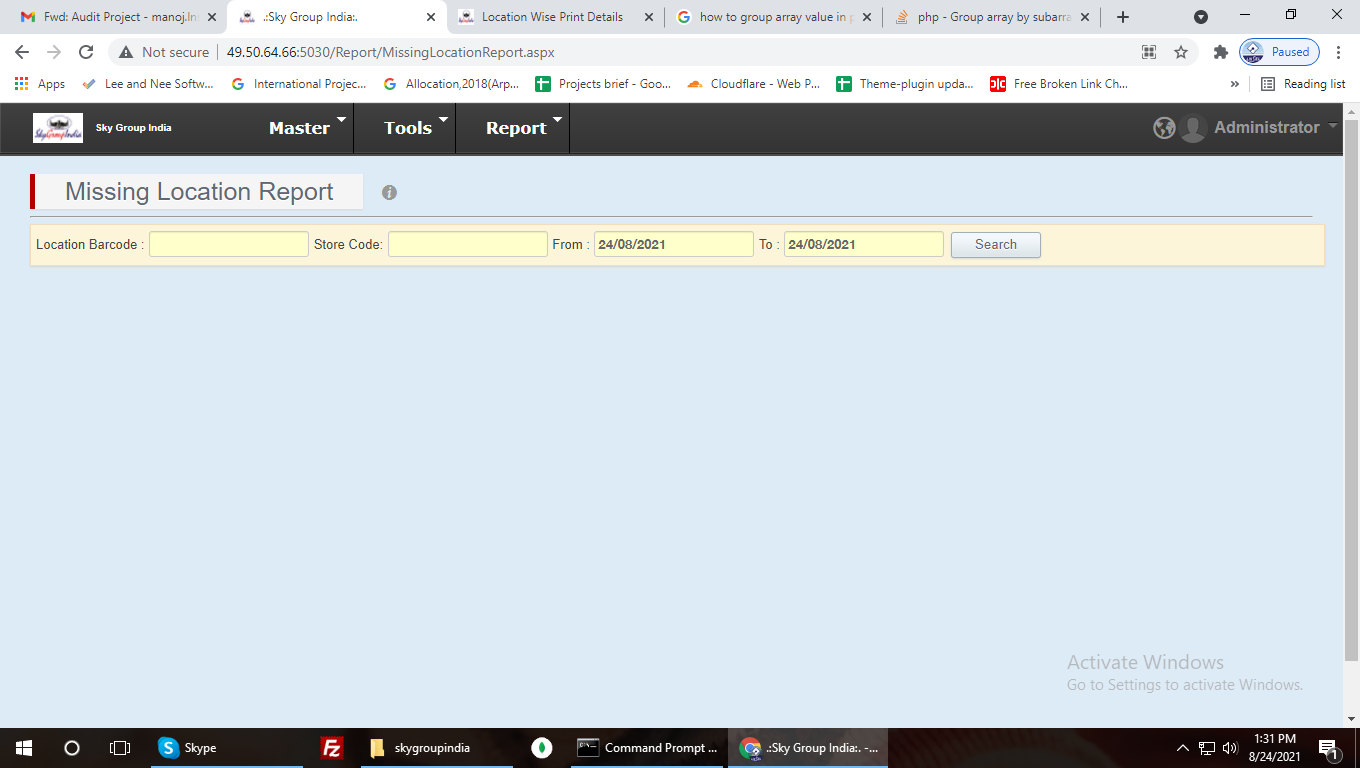 Fwd: Audit Project - manoj.In
.:Sky Group India:.
Location Wise Print Details
how to group array value in p
php - Group array by subarra
Not secure
49.50.64.66:5030/Report/MissingLocationReport.aspx
Paused
Apps
Lee and Nee Softw...
International Projec...
Allocation,2018(Arp...
Projects brief - Goo...
Cloudflare - Web P...
Theme-plugin upda...
Free Broken Link Ch...
»
Reading list
SkyGroupIndia
Sky Group India
Master
Tools
Report
Administrator
Missing Location Report
Location Barcode :
Store Code:
From :
24/08/2021
To :
24/08/2021
Search
Activate Windows
Go to Settings to activate Windows.
Skype
skygroupindia
Command Prompt ...
.:Sky Group India:. -...
1:31 PM
8/24/2021
1